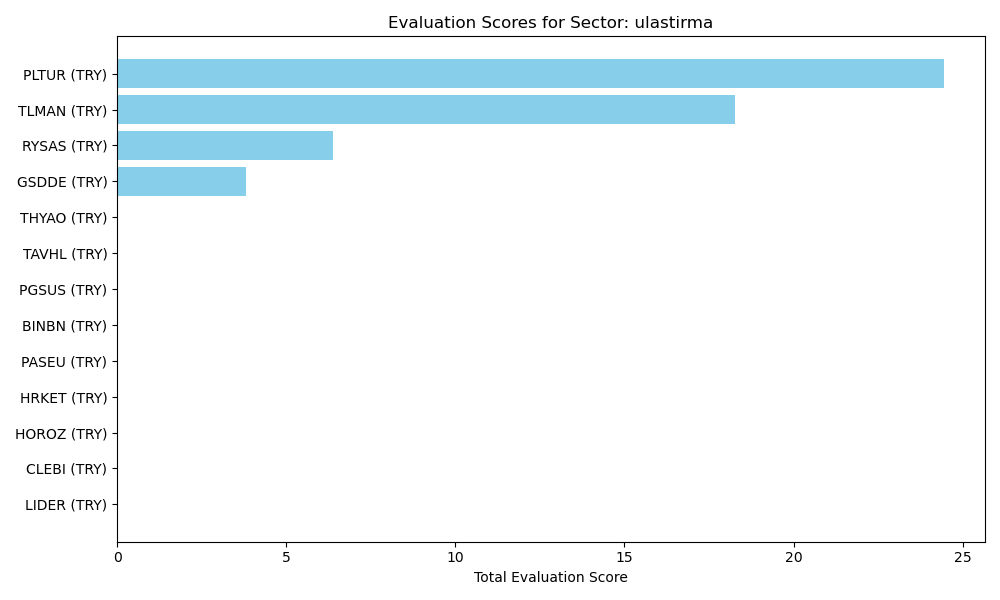 Evaluation Scores for Sector: ulastirma
PLTUR (TRY)
TLMAN (TRY)
RYSAS (TRY)
GSDDE (TRY)
THYAO (TRY)
TAVHL (TRY)
PGSUS (TRY)
BINBN (TRY)
PASEU (TRY)
HRKET (TRY)
HOROZ (TRY)
CLEBI (TRY)
LIDER (TRY)
0 5 10 15 20 25
Total Evaluation Score